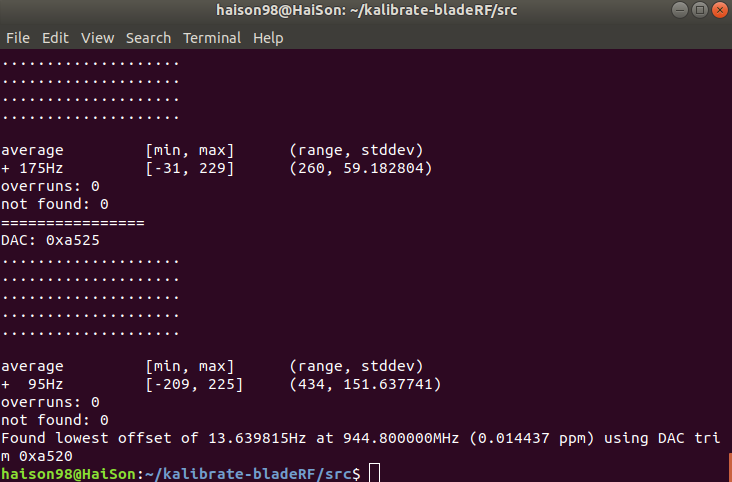 haison98@HaiSon: ~/kalibrate-bladeRF/src
File Edit View Search Terminal Help
....................
....................
....................
....................
average         [min, max]      (range, stddev)
+ 175Hz         [-31, 229]      (260, 59.182804)
overruns: 0
not found: 0
================
DAC: 0xa525
....................
....................
....................
....................
....................
average         [min, max]      (range, stddev)
+  95Hz         [-209, 225]     (434, 151.637741)
overruns: 0
not found: 0
Found lowest offset of 13.639815Hz at 944.800000MHz (0.014437 ppm) using DAC tri
m 0xa520
haison98@HaiSon:~/kalibrate-bladeRF/src$